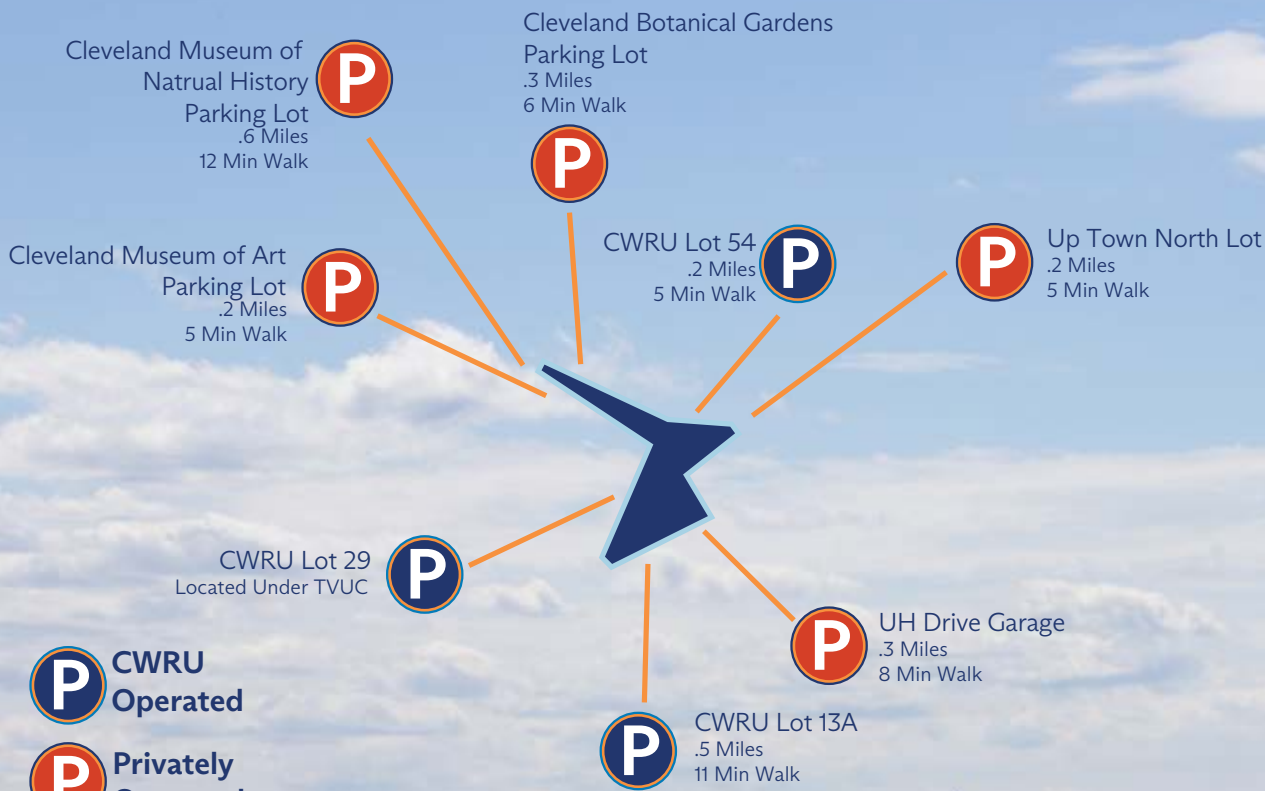 Cleveland Botanical Gardens
Parking Lot
.3 Miles
6 Min Walk
P
Cleveland Museum of
Natrual History
Parking Lot
.6 Miles
12 Min Walk
P
CWRU Lot 54
.2 Miles
5 Min Walk
P
Up Town North Lot
.2 Miles
5 Min Walk
P
Cleveland Museum of Art
Parking Lot
.2 Miles
5 Min Walk
P
CWRU Lot 29
Located Under TVUC
P
UH Drive Garage
.3 Miles
8 Min Walk
P
CWRU Lot 13A
.5 Miles
11 Min Walk
P
P
CWRU
Operated
P
Privately